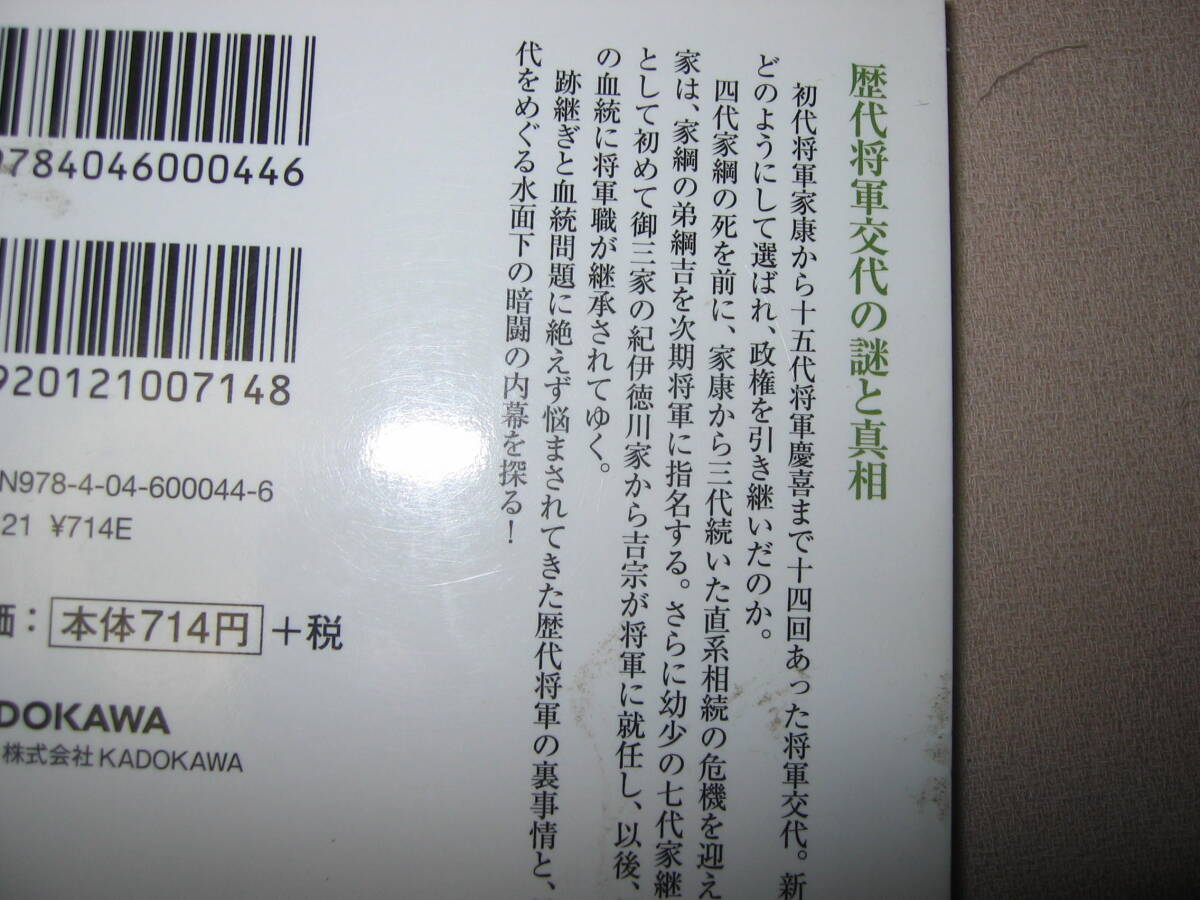 歴代将軍交代の謎と真相
初代将軍家康から十五代将軍慶喜まで十四回あった将軍交代。新
どのようにして選ばれ、政権を引き継いだのか。
四代家綱の死を前に、家康から三代続いた直系相続の危機を迎え
家は、家綱の弟綱吉を次期将軍に指名する。さらに幼少の七代家継
として初めて御三家の紀伊徳川家から吉宗が将軍に就任し、以後、
の血統に将軍職が継承されてゆく。
跡継ぎと血統問題に絶えず悩まされてきた歴代将軍の裏事情と、
代をめぐる水面下の暗闘の内幕を探る!
9784046000446
920121007148
N978-4-04-600044-6
21 ¥714E
価:本体714円+税
DOKAWA
株式会社KADOKAWA